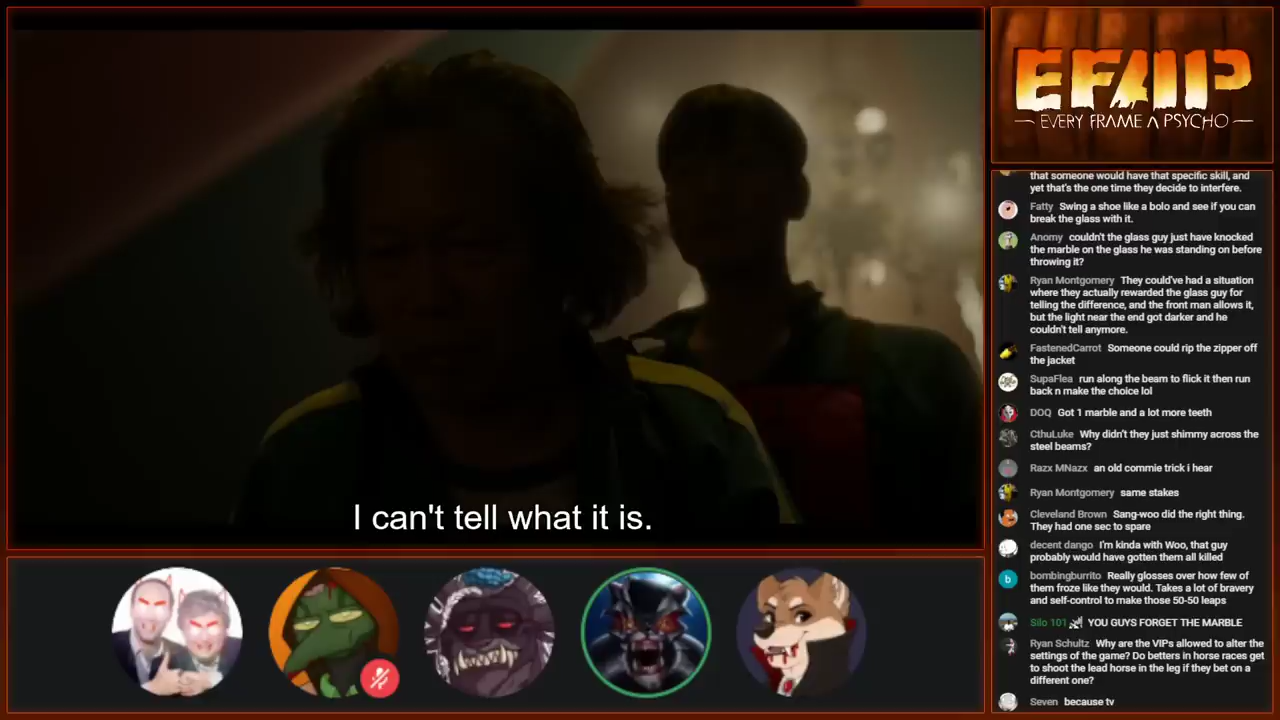 EFAP
EVERY FRAME A PSYCHO
that someone would have that specific skill, and
yet that's the one time they decide to interfere.
Fatty Swing a shoe like a bolo and see if you can
break the glass with it.
Anomy couldn't the glass guy just have knocked
the marble on the glass he was standing on before
throwing it?
Ryan Montgomery They could've had a situation
where they actually rewarded the glass guy for
telling the difference, and the front man allows it,
but the light near the end got darker and he
couldn't tell anymore.
FastenedCarrot Someone could rip the zipper off
the jacket
SupaFlea run along the beam to flick it then run
back n make the choice lol
DOQ Got 1 marble and a lot more teeth
CthuLuke Why didn't they just shimmy across the
steel beams?
Razx MNazx an old commie trick i hear
Ryan Montgomery same stakes
Cleveland Brown Sang-woo did the right thing.
They had one sec to spare
decent dango I'm kinda with Woo, that guy
probably would have gotten them all killed
b
bombingburrito Really glosses over how few of
them froze like they would. Takes a lot of bravery
and self-control to make those 50-50 leaps
Silo 101 YOU GUYS FORGET THE MARBLE
Ryan Schultz Why are the VIPs allowed to alter the
settings of the game? Do betters in horse races get
to shoot the lead horse in the leg if they bet on a
different one?
Seven because tv
I can't tell what it is.